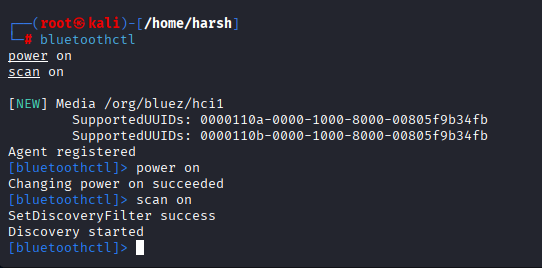 ┌──(root㉿kali)-[/home/harsh]
└─# bluetoothctl
power on
scan on
[NEW] Media /org/bluez/hci1
SupportedUUIDs: 0000110a-0000-1000-8000-00805f9b34fb
SupportedUUIDs: 0000110b-0000-1000-8000-00805f9b34fb
Agent registered
[bluetoothctl]> power on
Changing power on succeeded
[bluetoothctl]> scan on
SetDiscoveryFilter success
Discovery started
[bluetoothctl]>